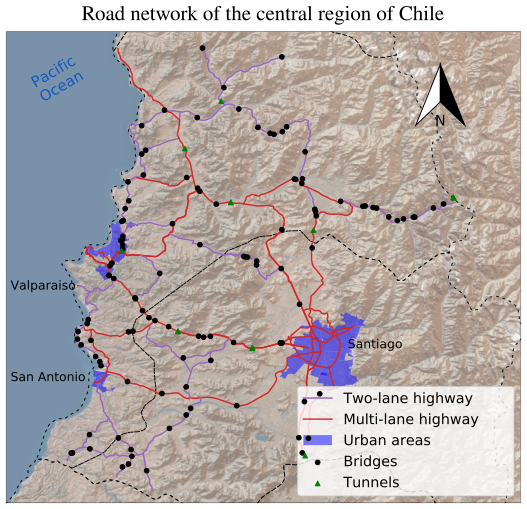 Road network of the central region of Chile
Pacific
Ocean
N
Valparaiso
Santiago
San Antonio
Two-lane highway
Multi-lane highway
Urban areas
Bridges
Tunnels